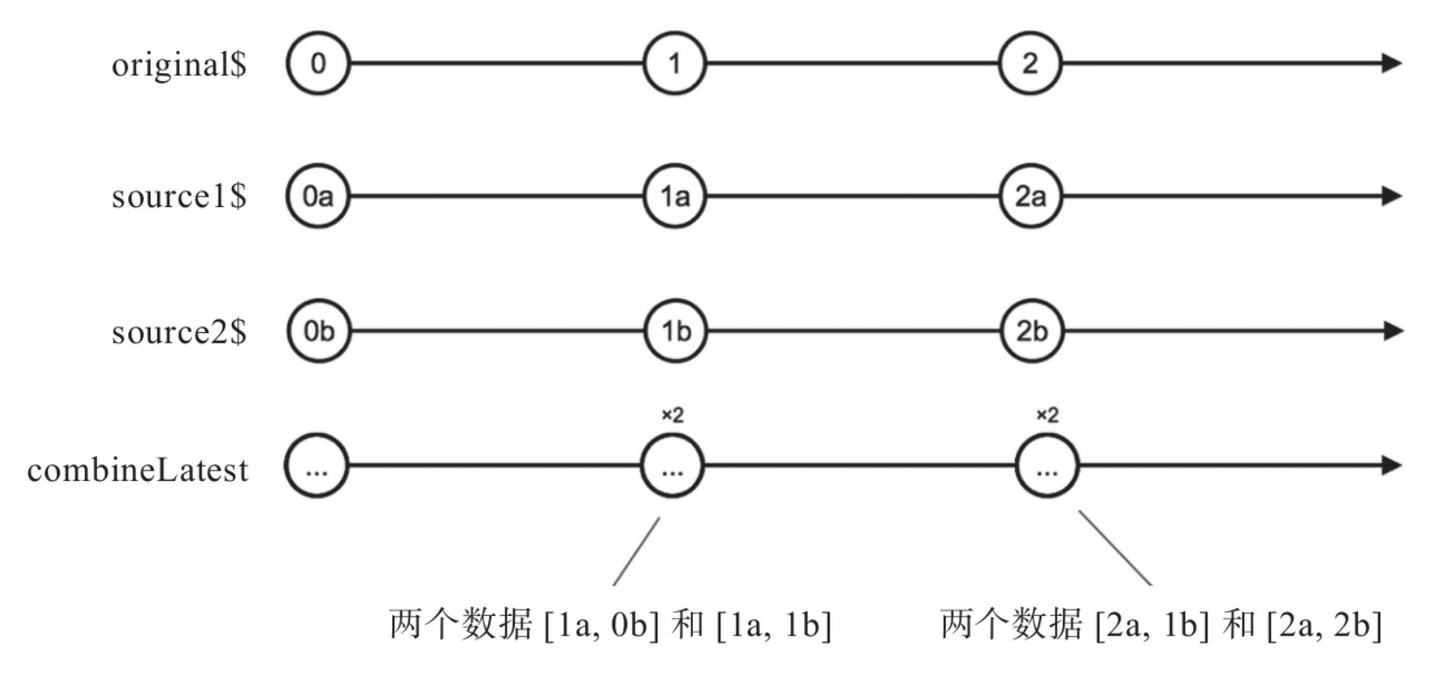 original$ 0 1 2
source1$ 0a 1a 2a
source2$ 0b 1b 2b
×2 ×2
combineLatest ... ... ...
两个数据 [1a, 0b] 和 [1a, 1b] 两个数据 [2a, 1b] 和 [2a, 2b]